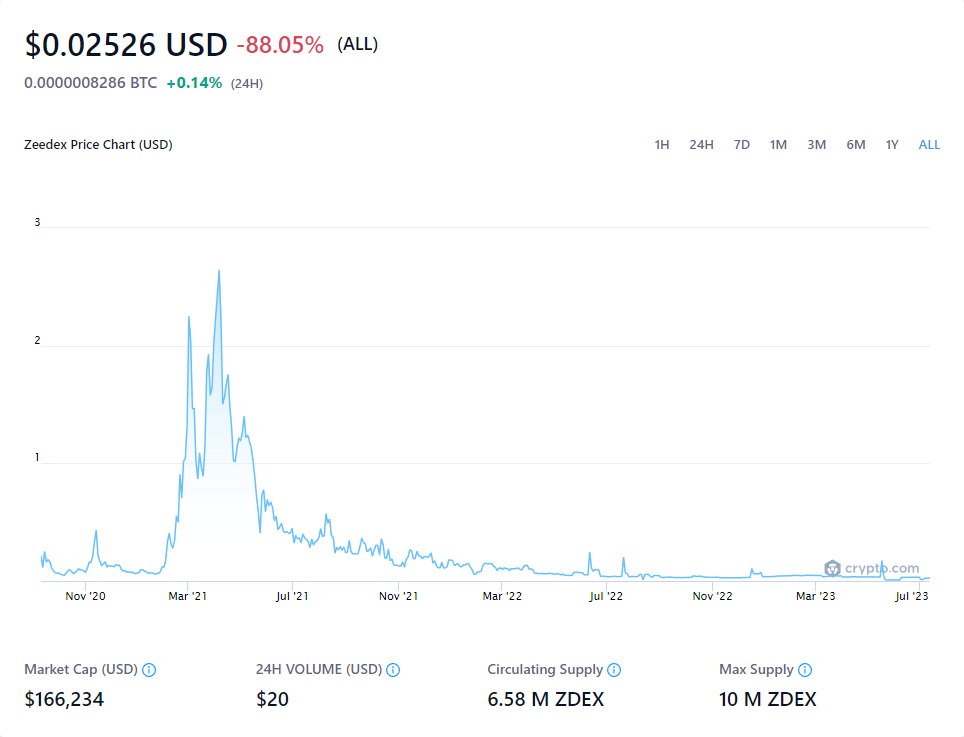 $0.02526 USD -88.05% (ALL)
0.0000008286 BTC +0.14% (24H)
Zeedex Price Chart (USD) 1H 24H 7D 1M 3M 6M 1Y ALL
3
2
1
crypto.com
Nov '20 Mar '21 Jul '21 Nov '21 Mar '22 Jul '22 Nov '22 Mar '23 Jul '23
Market Cap (USD) 24H VOLUME (USD) Circulating Supply Max Supply
$166,234 $20 6.58 M ZDEX 10 M ZDEX